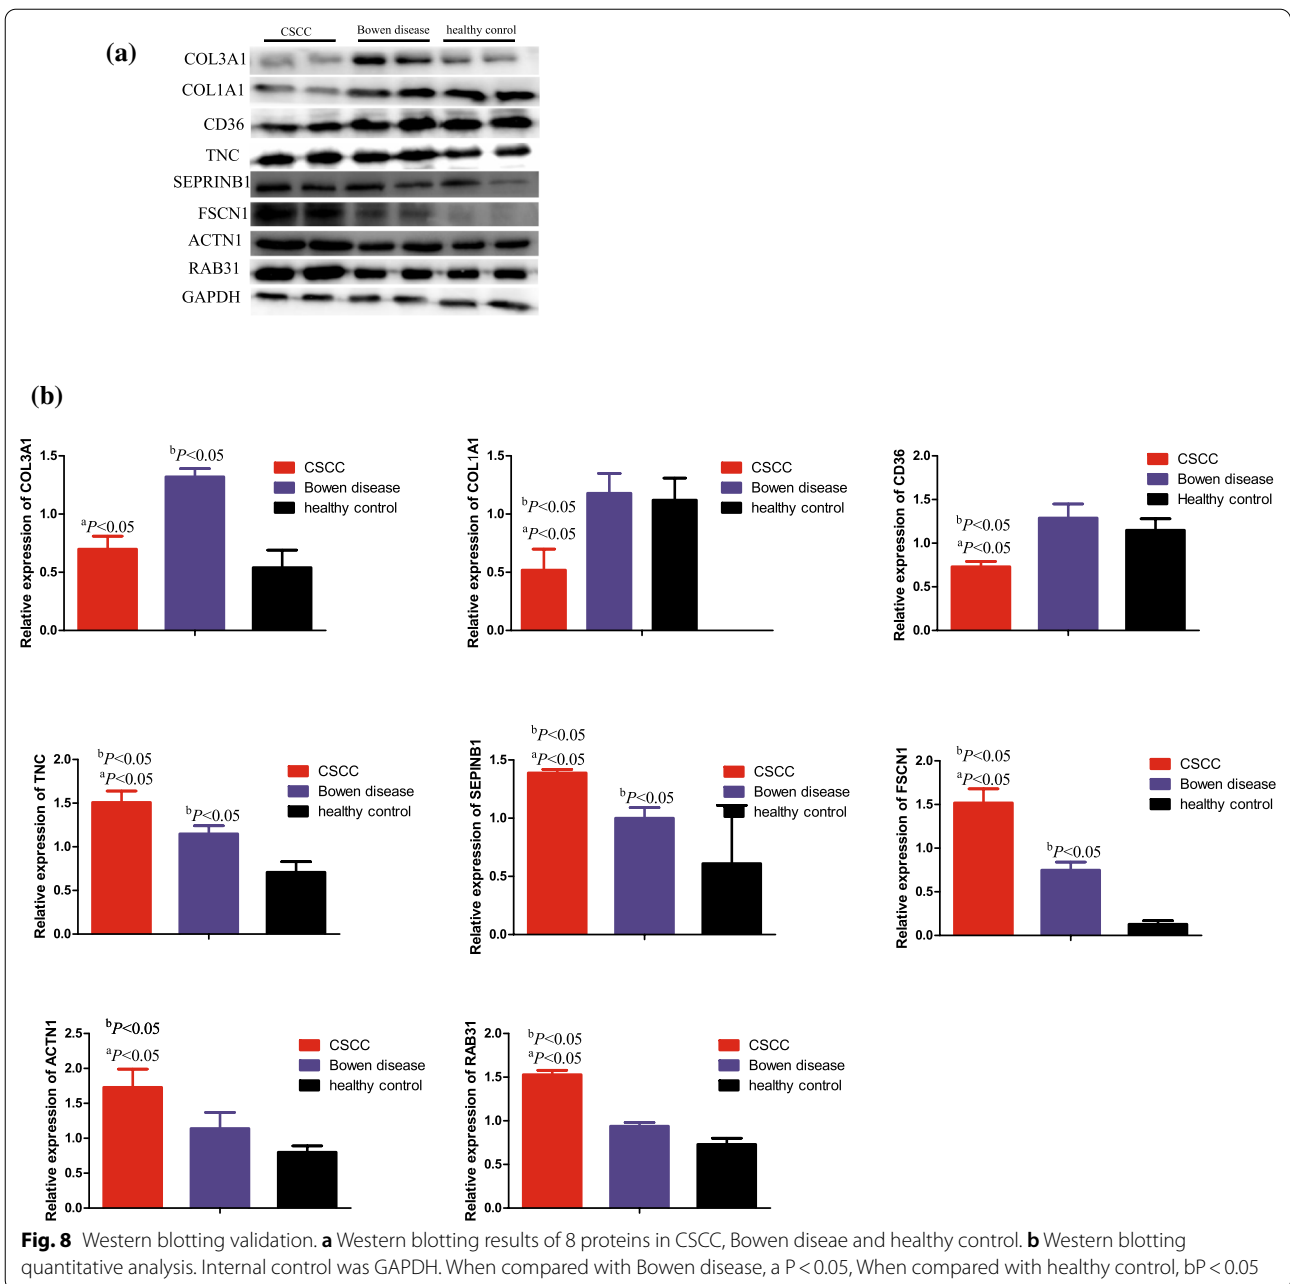 (a)
CSCC Bowen disease healthy conrol
COL3A1
COL1A1
CD36
TNC
SEPRINB1
FSCN1
ACTN1
RAB31
GAPDH
(b)
Relative expression of COL3A1
1.5
1.0
0.5
0.0
aP<0.05
bP<0.05
CSCC
Bowen disease
healthy control
Relative expression of COL1A1
1.5
1.0
0.5
0.0
bP<0.05
aP<0.05
CSCC
Bowen disease
healthy control
Relative expression of CD36
2.0
1.5
1.0
0.5
0.0
bP<0.05
aP<0.05
CSCC
Bowen disease
Healthy control
Relative expression of TNC
2.0
1.5
1.0
0.5
0.0
bP<0.05
aP<0.05
bP<0.05
CSCC
Bowen disease
healthy control
Relative expression of SEPINB1
1.5
1.0
0.5
0.0
bP<0.05
aP<0.05
bP<0.05
CSCC
Bowen disease
healthy control
Relative expression of FSCN1
2.0
1.5
1.0
0.5
0.0
bP<0.05
aP<0.05
bP<0.05
CSCC
Bowen disease
healthy control
Relative expression of ACTN1
2.5
2.0
1.5
1.0
0.5
0.0
bP<0.05
aP<0.05
CSCC
Bowen disease
healthy control
Relative expression of RAB31
2.0
1.5
1.0
0.5
0.0
bP<0.05
aP<0.05
CSCC
Bowen disease
healthy control
Fig. 8 Western blotting validation. a Western blotting results of 8 proteins in CSCC, Bowen diseae and healthy control. b Western blotting
quantitative analysis. Internal control was GAPDH. When compared with Bowen disease, a P < 0.05, When compared with healthy control, bP < 0.05